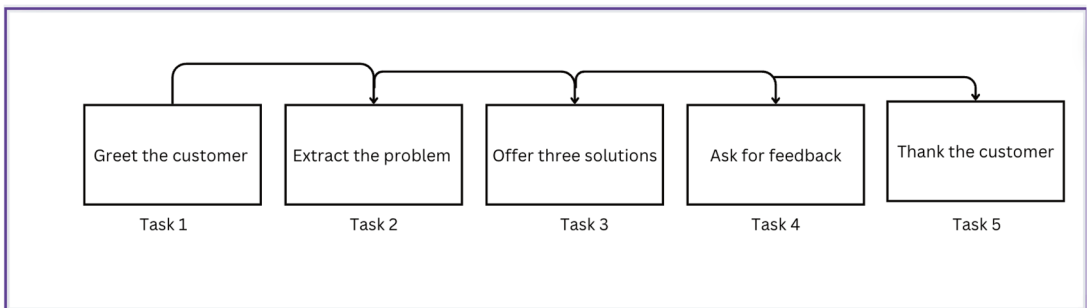 Greet the customer
Extract the problem
Offer three solutions
Ask for feedback
Thank the customer
Task 1
Task 2
Task 3
Task 4
Task 5